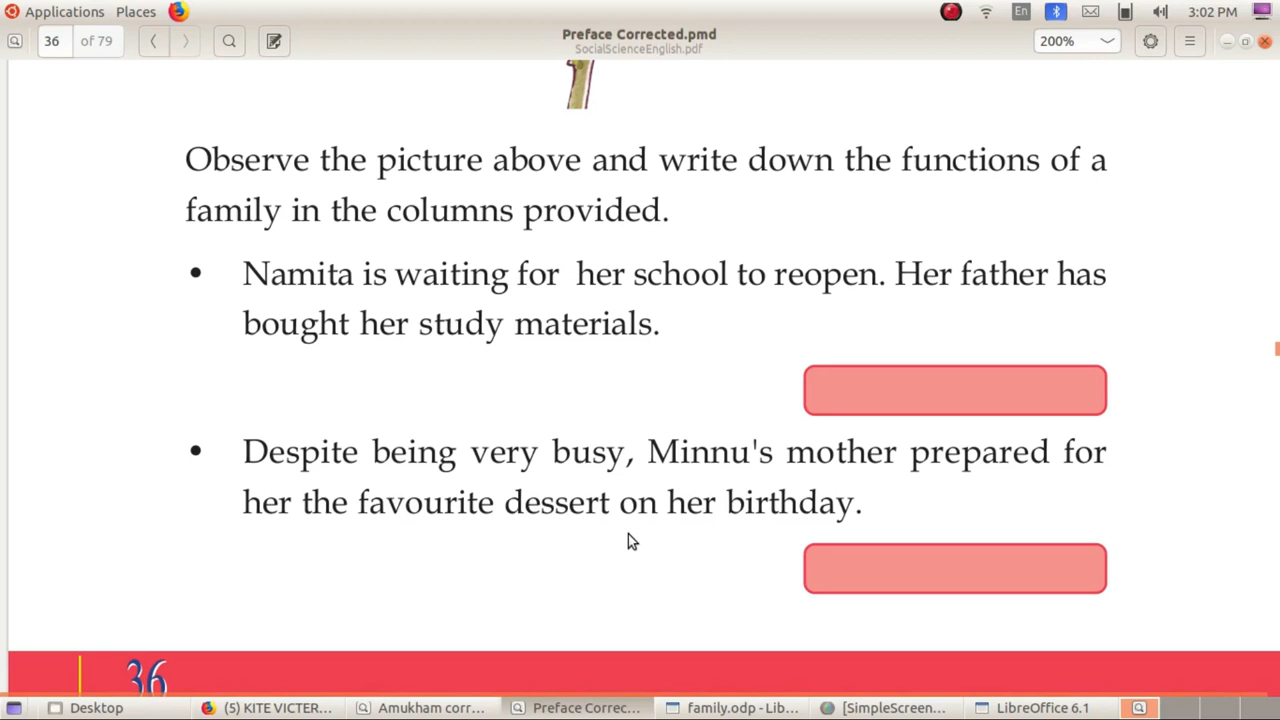 Applications Places En 3:02 PM
36 of 79 Preface Corrected.pmd 200%
SocialScienceEnglish.pdf
Observe the picture above and write down the functions of a
family in the columns provided.
• Namita is waiting for her school to reopen. Her father has
bought her study materials.
• Despite being very busy, Minnu's mother prepared for
her the favourite dessert on her birthday.
36
Desktop (5) KITE VICTER... Amukham corr... Preface Correc... family.odp - Lib... [SimpleScreen... LibreOffice 6.1